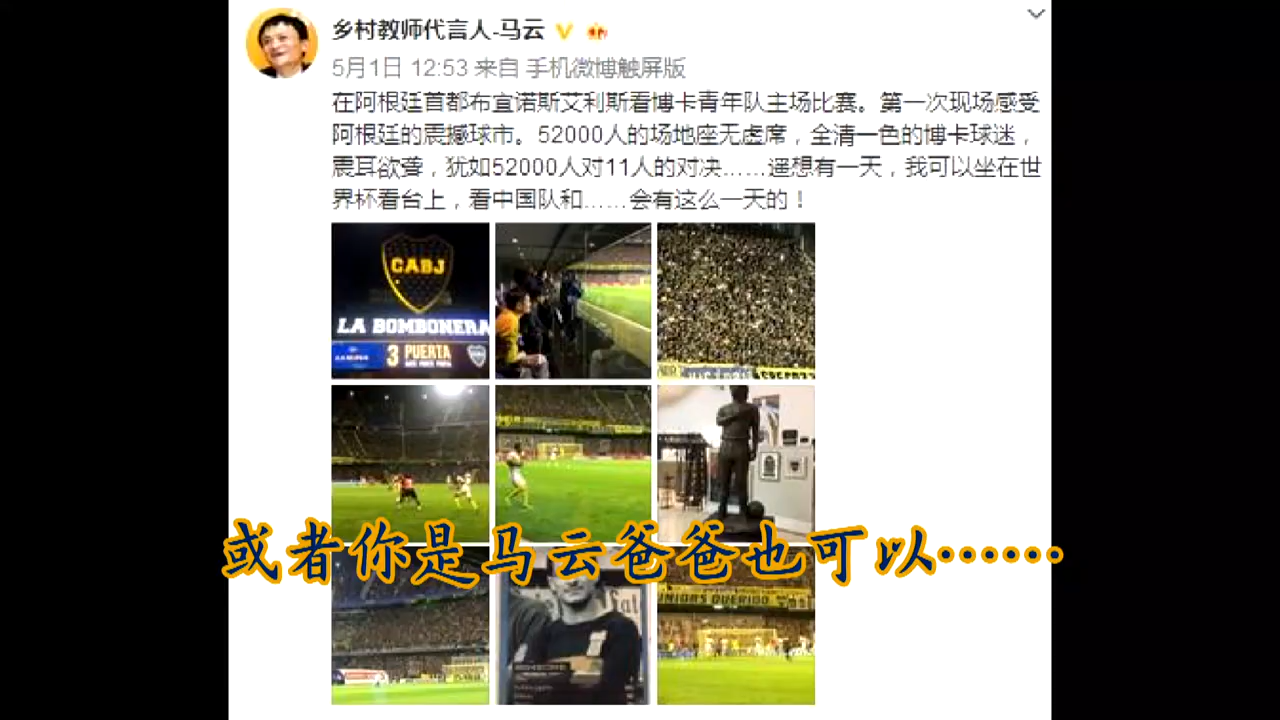 乡村教师代言人-马云
5月1日 12:53 来自 手机微博触屏版
在阿根廷首都布宜诺斯艾利斯看博卡青年队主场比赛。第一次现场感受
阿根廷的震撼球市。52000人的场地座无虚席，全清一色的博卡球迷，
震耳欲聋，犹如52000人对11人的对决……遥想有一天，我可以坐在世
界杯看台上，看中国队和……会有这么一天的！
CABJ
LA BOMBONERA
3 PUERTA
或者你是马云爸爸也可以……
QUERIDO